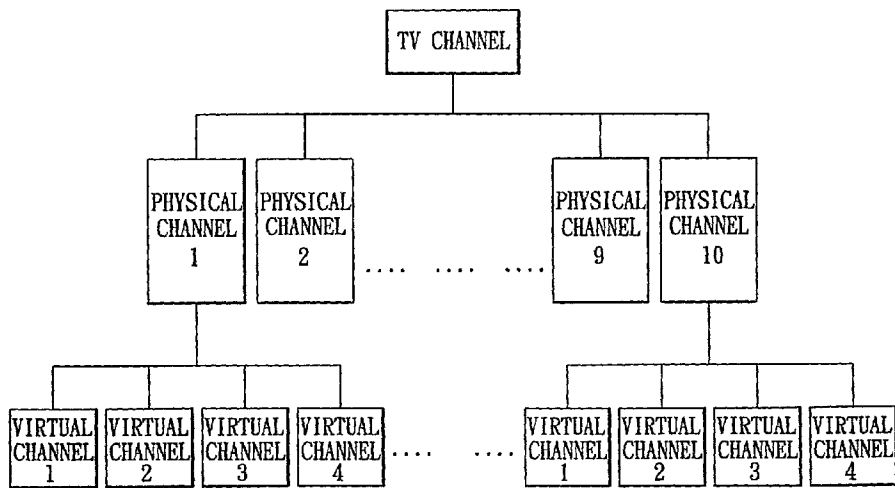 TV CHANNEL
PHYSICAL
CHANNEL
1
PHYSICAL
CHANNEL
2
.... .... ....
PHYSICAL
CHANNEL
9
PHYSICAL
CHANNEL
10
VIRTUAL
CHANNEL
1
VIRTUAL
CHANNEL
2
VIRTUAL
CHANNEL
3
VIRTUAL
CHANNEL
4
.... ....
VIRTUAL
CHANNEL
1
VIRTUAL
CHANNEL
2
VIRTUAL
CHANNEL
3
VIRTUAL
CHANNEL
4